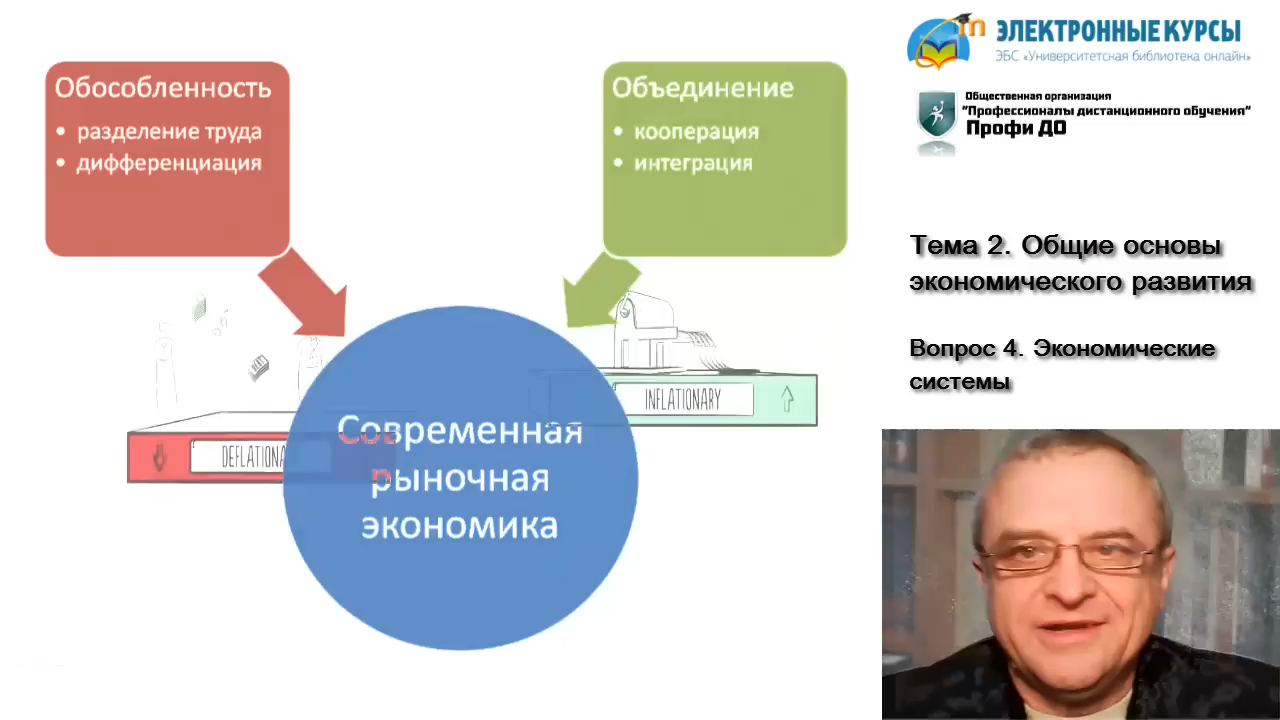 Обособленность
• разделение труда
• дифференциация
Объединение
• кооперация
• интеграция
Современная
рыночная
экономика
INFLATIONARY
ЭЛЕКТРОННЫЕ КУРСЫ
ЭБС «Университетская библиотека онлайн»
Общественная организация
"Профессионалы дистанционного обучения"
Профи ДО
Тема 2. Общие основы
экономического развития
Вопрос 4. Экономические
системы